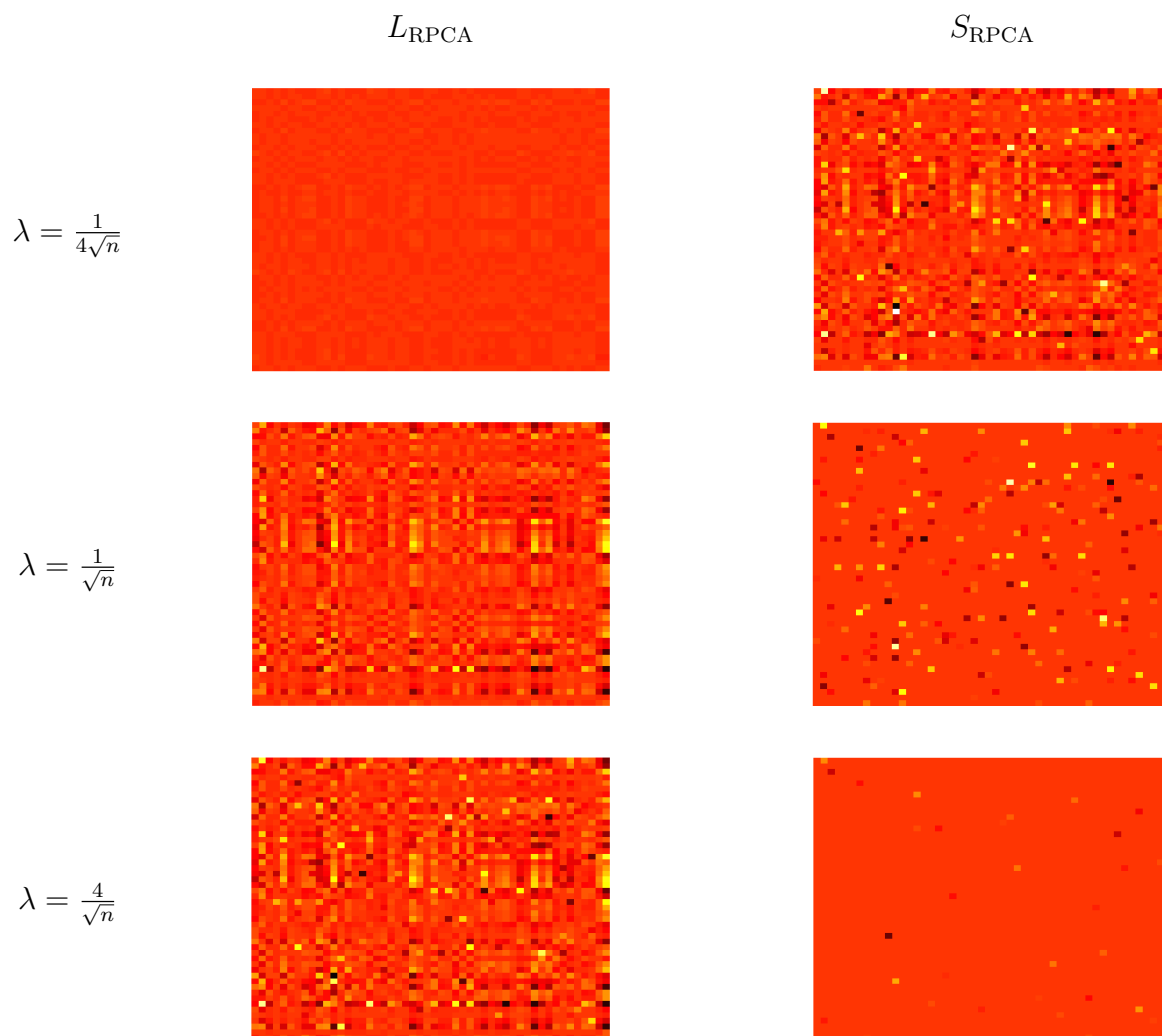 L_RPCA S_RPCA
λ = 1/(4√n)
λ = 1/√n
λ = 4/√n